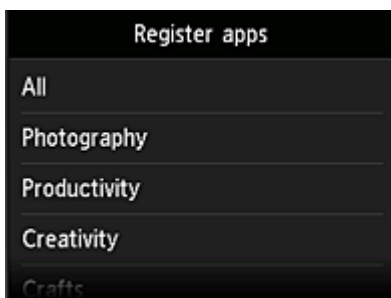 Register apps
All
Photography
Productivity
Creativity
Crafts